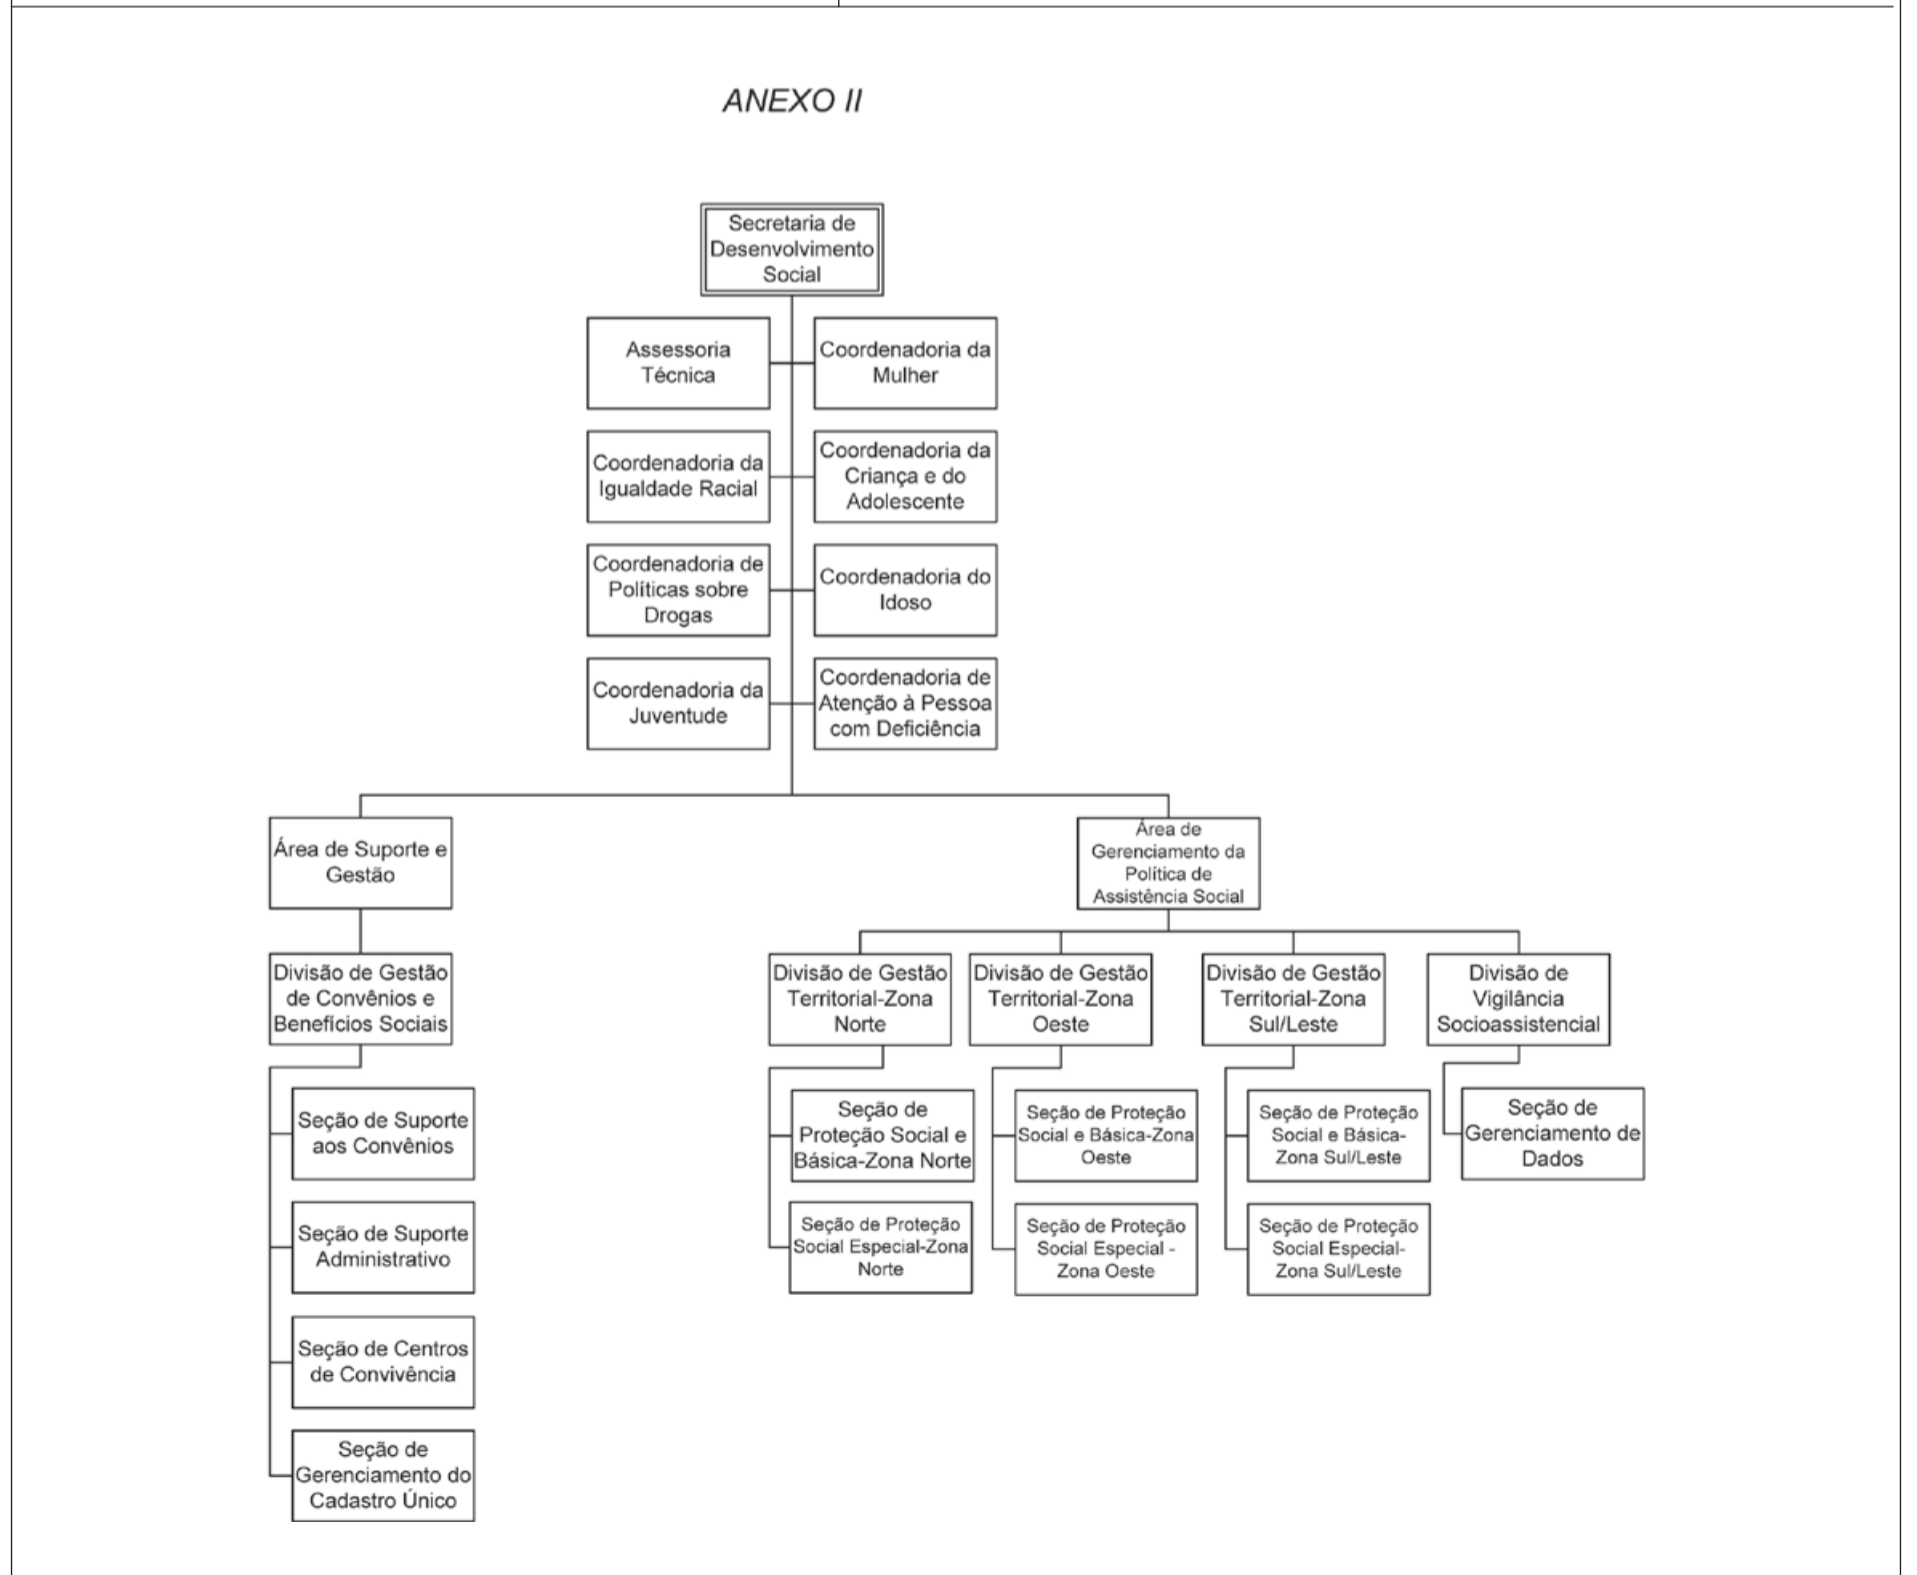 ANEXO II
Secretaria de
Desenvolvimento
Social
Assessoria
Técnica
Coordenadoria da
Mulher
Coordenadoria da
Igualdade Racial
Coordenadoria da
Criança e do
Adolescente
Coordenadoria de
Políticas sobre
Drogas
Coordenadoria do
Idoso
Coordenadoria da
Juventude
Coordenadoria de
Atenção à Pessoa
com Deficiência
Área de Suporte e
Gestão
Área de
Gerenciamento da
Política de
Assistência Social
Divisão de Gestão
de Convênios e
Benefícios Sociais
Divisão de Gestão
Territorial-Zona
Norte
Divisão de Gestão
Territorial-Zona
Oeste
Divisão de Gestão
Territorial-Zona
Sul/Leste
Divisão de
Vigilância
Socioassistencial
Seção de Suporte
aos Convênios
Seção de
Proteção Social e
Básica-Zona Norte
Seção de Proteção
Social e Básica-Zona
Oeste
Seção de Proteção
Social e Básica-
Zona Sul/Leste
Seção de
Gerenciamento de
Dados
Seção de Suporte
Administrativo
Seção de Proteção
Social Especial-Zona
Norte
Seção de Proteção
Social Especial -
Zona Oeste
Seção de Proteção
Social Especial-
Zona Sul/Leste
Seção de Centros
de Convivência
Seção de
Gerenciamento do
Cadastro Único